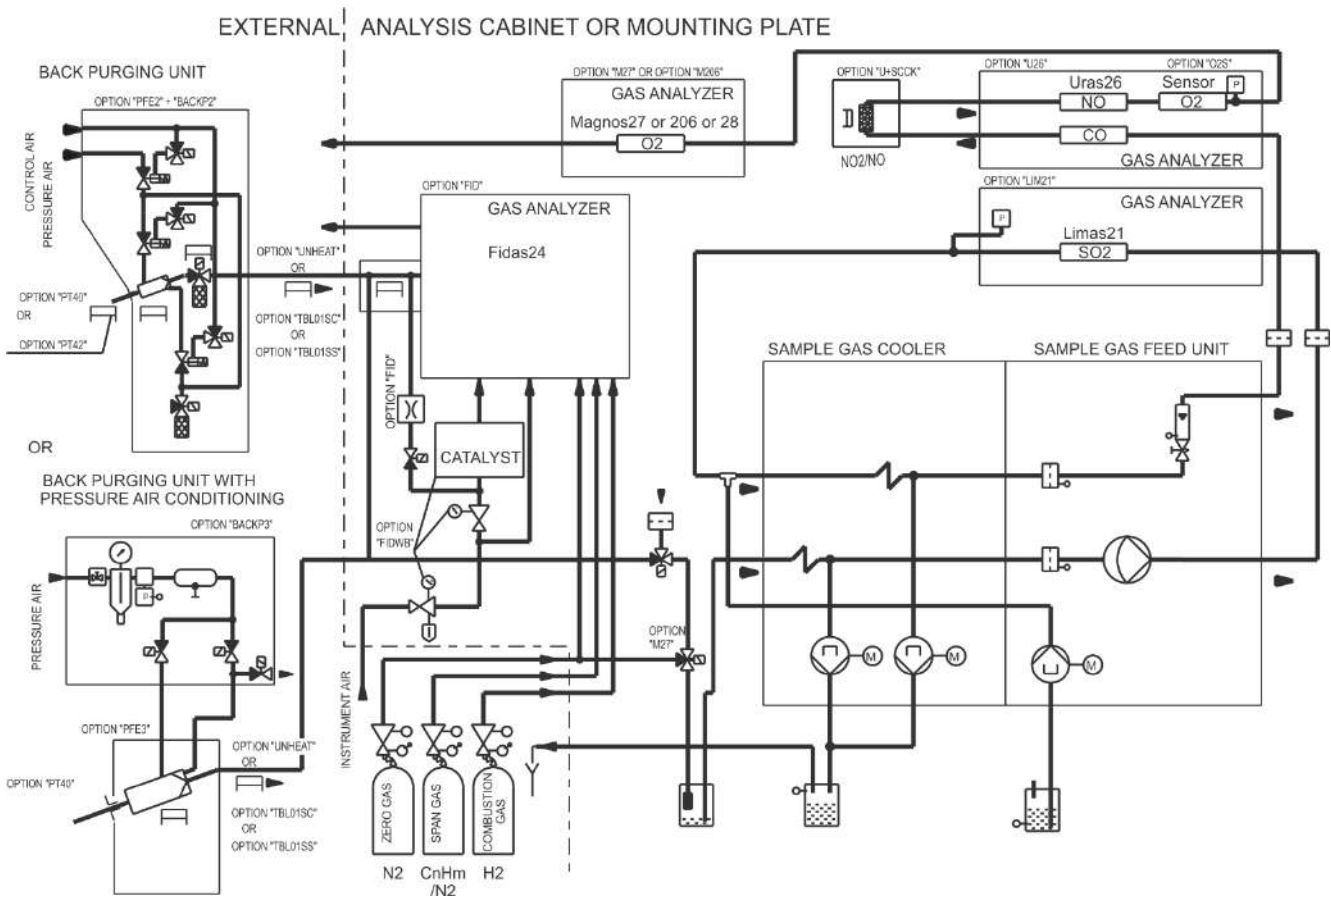 EXTERNAL
ANALYSIS CABINET OR MOUNTING PLATE
BACK PURGING UNIT
OPTION "PFE2" + "BACKP2"
CONTROL AIR
PRESSURE AIR
OPTION "PT40"
OR
OPTION "PT42"
OPTION "UNHEAT"
OR
OPTION "TBL01SC"
OR
OPTION "TBL01SS"
OR
BACK PURGING UNIT WITH
PRESSURE AIR CONDITIONING
OPTION "BACKP3"
PRESSURE AIR
P
OPTION "PFE3"
OPTION "PT40"
OPTION "UNHEAT"
OR
OPTION "TBL01SC"
OR
OPTION "TBL01SS"
OPTION "M27" OR OPTION "M206"
GAS ANALYZER
Magnos27 or 206 or 28
O2
OPTION "U+SCCK"
NO2/NO
OPTION "U26"
OPTION "O2S"
Uras26
Sensor
P
NO
O2
CO
GAS ANALYZER
OPTION "LIM21"
GAS ANALYZER
P
Limas21
SO2
OPTION "FID"
GAS ANALYZER
Fidas24
OPTION "FID"
CATALYST
OPTION
"FIDWB"
INSTRUMENT AIR
OPTION
"M27"
SAMPLE GAS COOLER
SAMPLE GAS FEED UNIT
M
M
M
ZERO GAS
SPAN GAS
COMBUSTION
GAS
N2
CnHm
/N2
H2